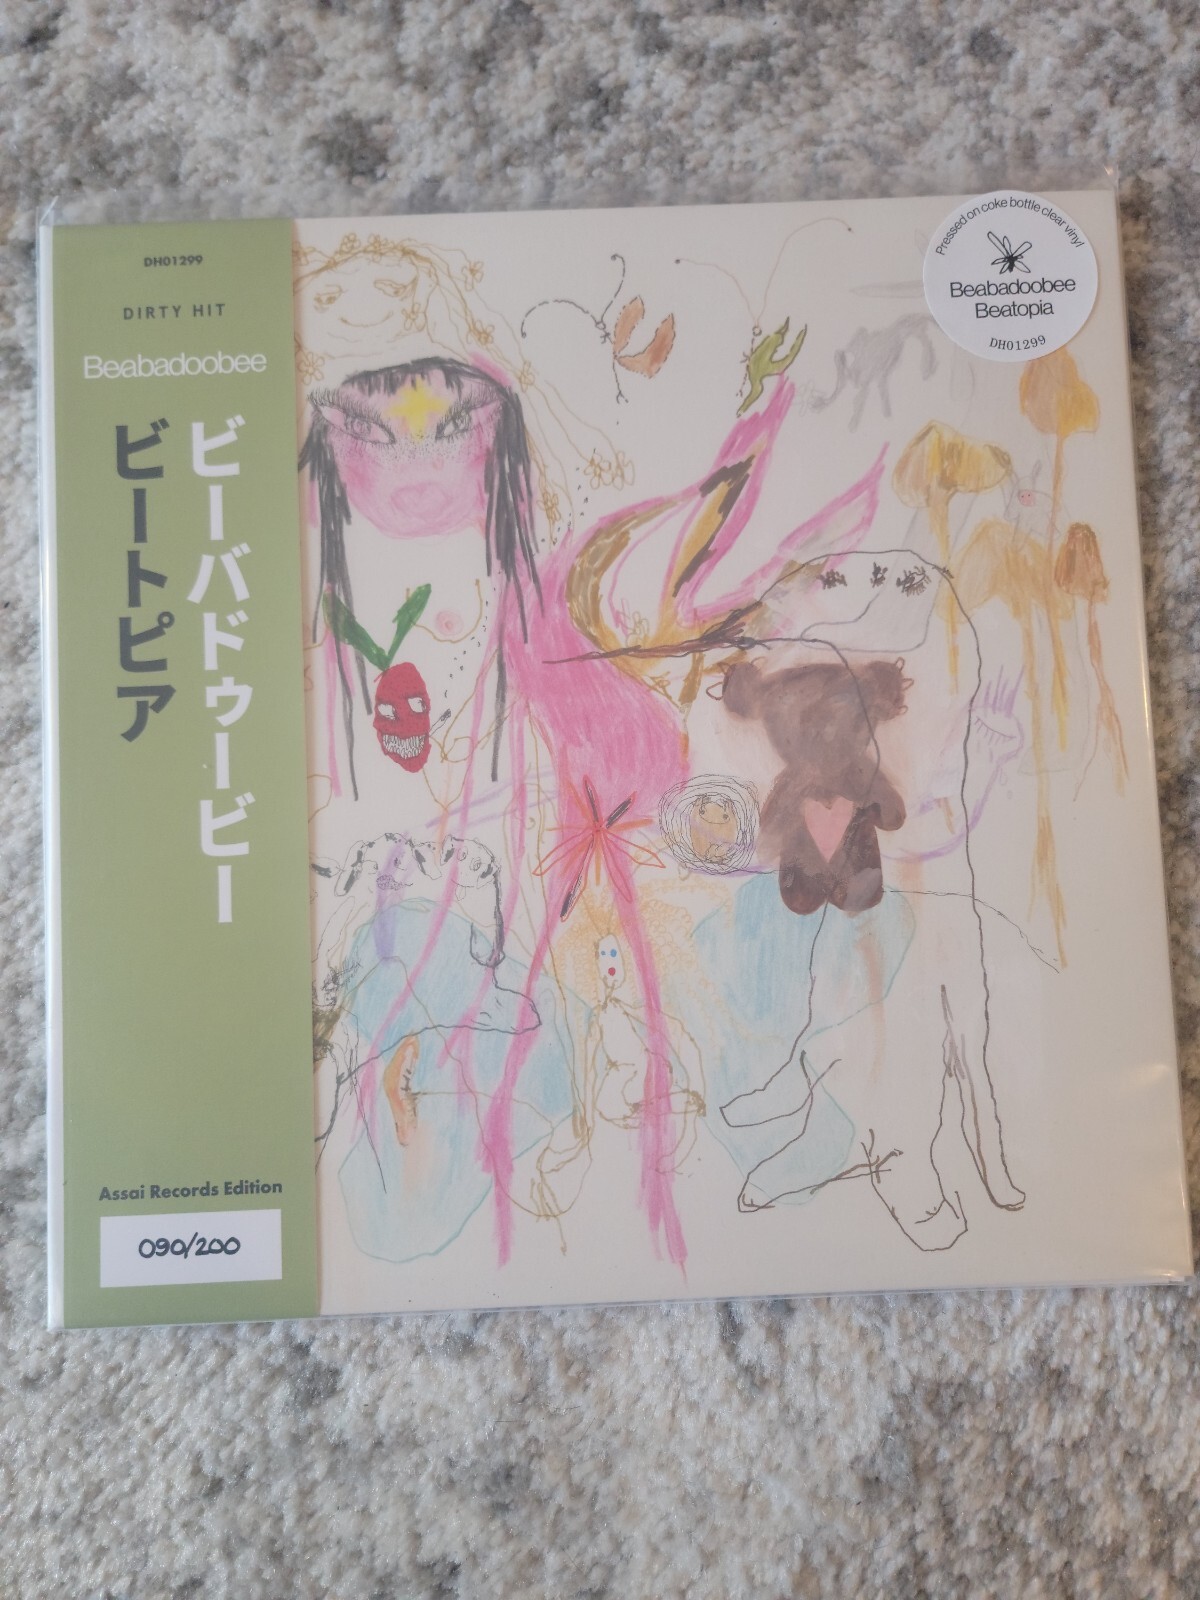 DH01299
DIRTY HIT
Beabadoobee
ビーバドゥービー
ビートピア
Assai Records Edition
090/200
Pressed on coke bottle clear vinyl
Beabadoobee
Beatopia
DH01299